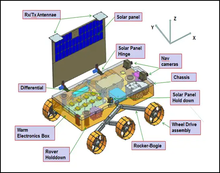 Rx/Tx Antennae
Solar panel
Z
Y
X
Solar Panel
Hinge
Nav
cameras
Chassis
Differential
Solar Panel
Hold down
Warm
Electronics Box
Wheel Drive
assembly
Rover
Holddown
Rocker-Bogie